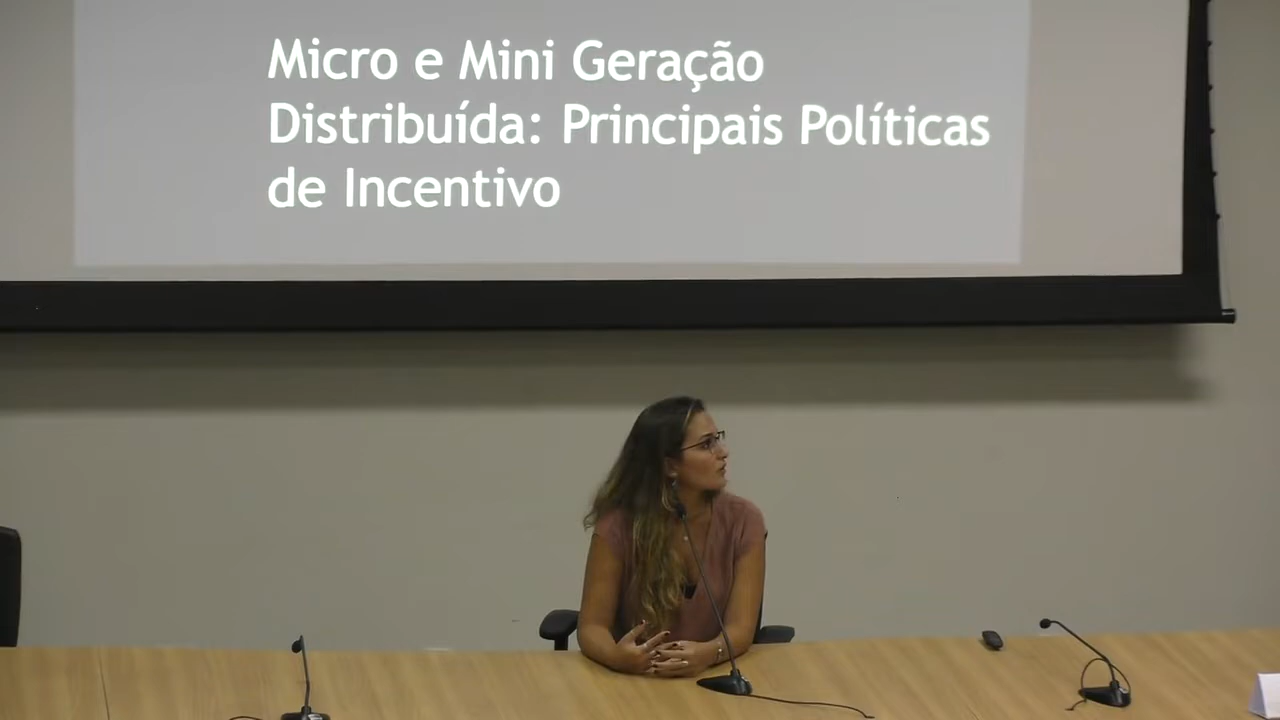 Micro e Mini Geração
Distribuída: Principais Políticas
de Incentivo